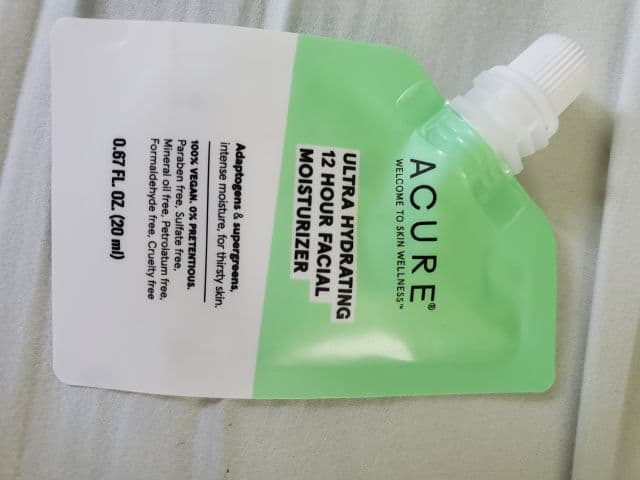 ACURE®
WELCOME TO SKIN WELLNESS™
ULTRA HYDRATING
12 HOUR FACIAL
MOISTURIZER
Adaptogens & supergreens,
intense moisture, for thirsty skin.
100% VEGAN. 0% PRETENTIOUS.
Paraben free, Sulfate free,
Mineral oil free, Petrolatum free,
Formaldehyde free, Cruelty free
0.67 FL. OZ. (20 ml)